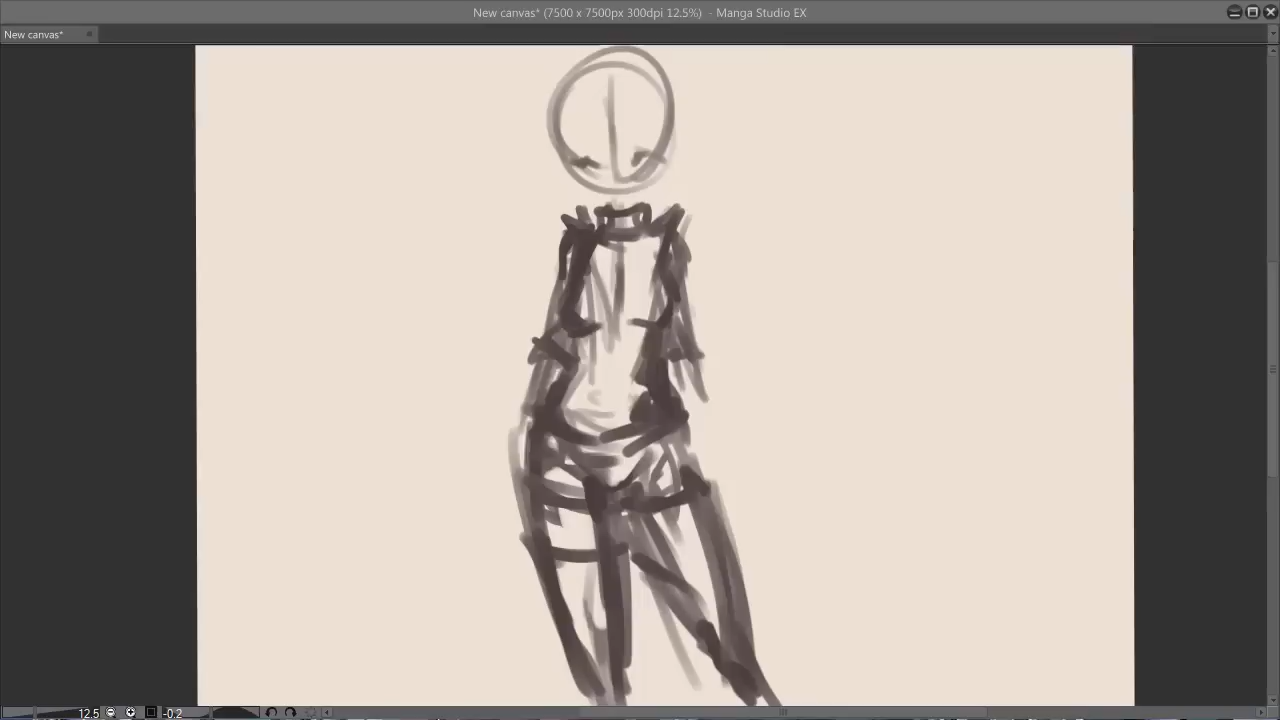 New canvas* (7500 x 7500px 300dpi 12.5%) - Manga Studio EX
New canvas*
12.5
-0.2